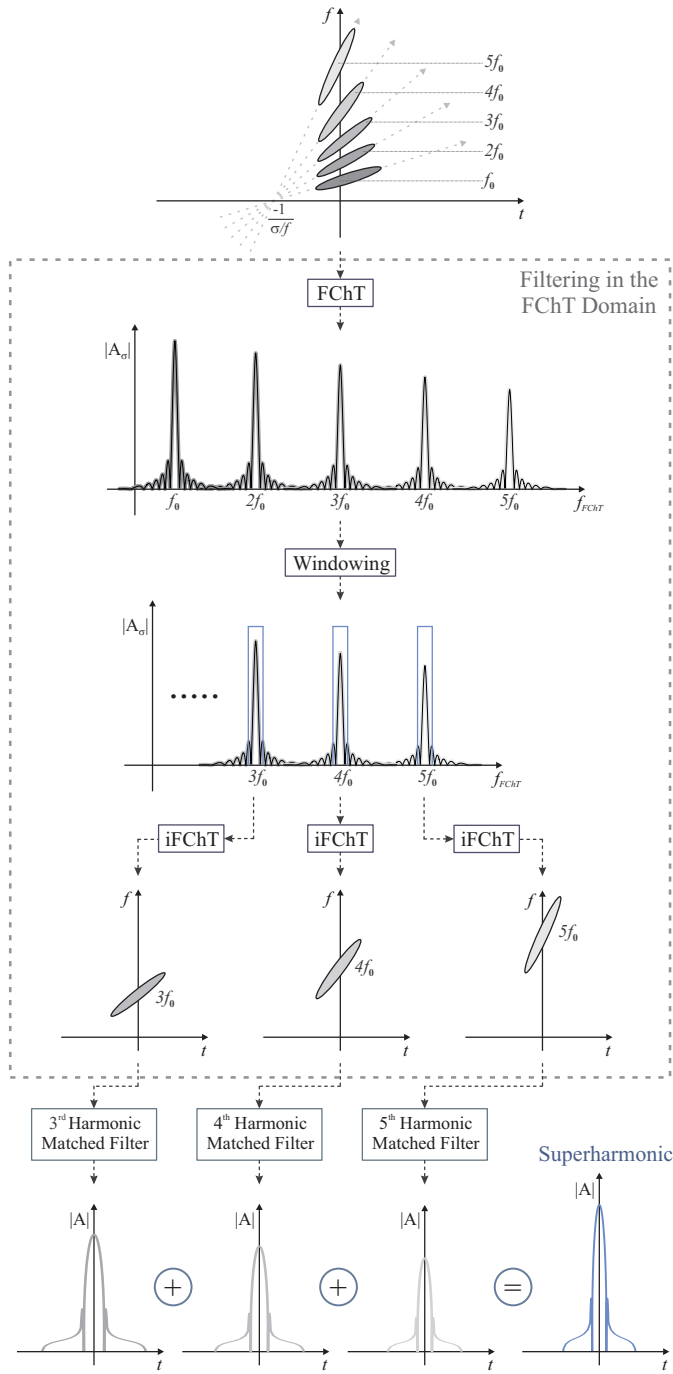 f
5f₀
4f₀
3f₀
2f₀
f₀
t
-1
σ/f
Filtering in the
FChT Domain
FChT
|Aσ|
f₀ 2f₀ 3f₀ 4f₀ 5f₀
f_FChT
Windowing
|Aσ|
.....
3f₀ 4f₀ 5f₀
f_FChT
iFChT iFChT iFChT
f f f
3f₀ 4f₀ 5f₀
t t t
3rd Harmonic
Matched Filter
4th Harmonic
Matched Filter
5th Harmonic
Matched Filter
Superharmonic
|A| |A| |A| |A|
+ + =
t t t t